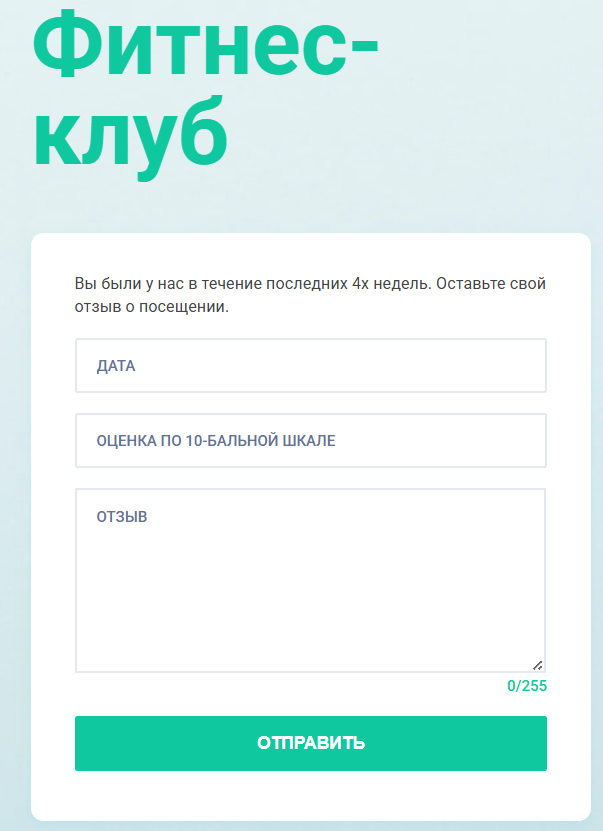 Фитнес-
клуб
Вы были у нас в течение последних 4х недель. Оставьте свой
отзыв о посещении.
ДАТА
ОЦЕНКА ПО 10-БАЛЬНОЙ ШКАЛЕ
ОТЗЫВ
0/255
ОТПРАВИТЬ